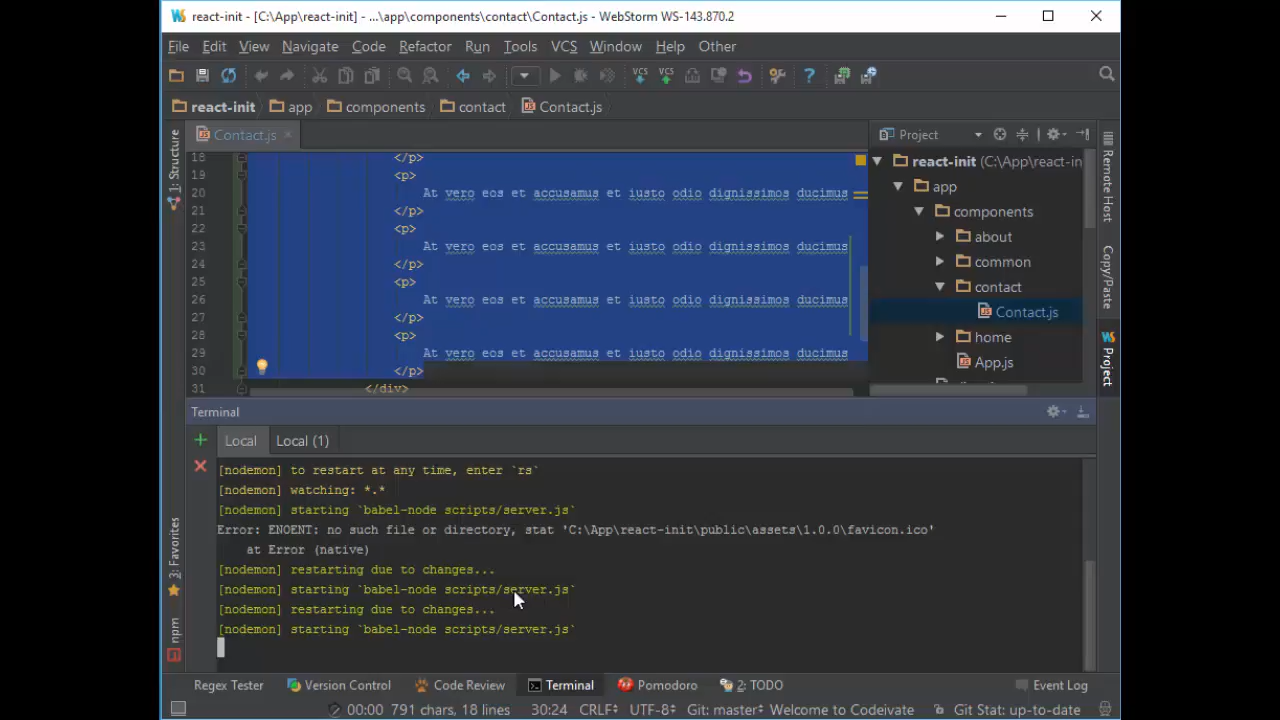 react-init - [C:\App\react-init] - ...\app\components\contact\Contact.js - WebStorm WS-143.870.2
File Edit View Navigate Code Refactor Run Tools VCS Window Help Other
VCS VCS
react-init app components contact Contact.js
1: Structure
Contact.js
18 </p>
19 <p>
20 At vero eos et accusamus et iusto odio dignissimos ducimus
21 </p>
22 <p>
23 At vero eos et accusamus et iusto odio dignissimos ducimus
24 </p>
25 <p>
26 At vero eos et accusamus et iusto odio dignissimos ducimus
27 </p>
28 <p>
29 At vero eos et accusamus et iusto odio dignissimos ducimus
30 </p>
31 </div>
Project
react-init (C:\App\react-in
app
components
about
common
contact
Contact.js
home
App.js
Remote Host
Copy/Paste
Project
Terminal
Local Local (1)
[nodemon] to restart at any time, enter `rs`
[nodemon] watching: *.*
[nodemon] starting `babel-node scripts/server.js`
Error: ENOENT: no such file or directory, stat 'C:\App\react-init\public\assets\1.0.0\favicon.ico'
at Error (native)
[nodemon] restarting due to changes...
[nodemon] starting `babel-node scripts/server.js`
[nodemon] restarting due to changes...
[nodemon] starting `babel-node scripts/server.js`
3: Favorites
npm
Regex Tester Version Control Code Review Terminal Pomodoro 2: TODO Event Log
00:00 791 chars, 18 lines 30:24 CRLF UTF-8 Git: master Welcome to Codeivate Git Stat: up-to-date